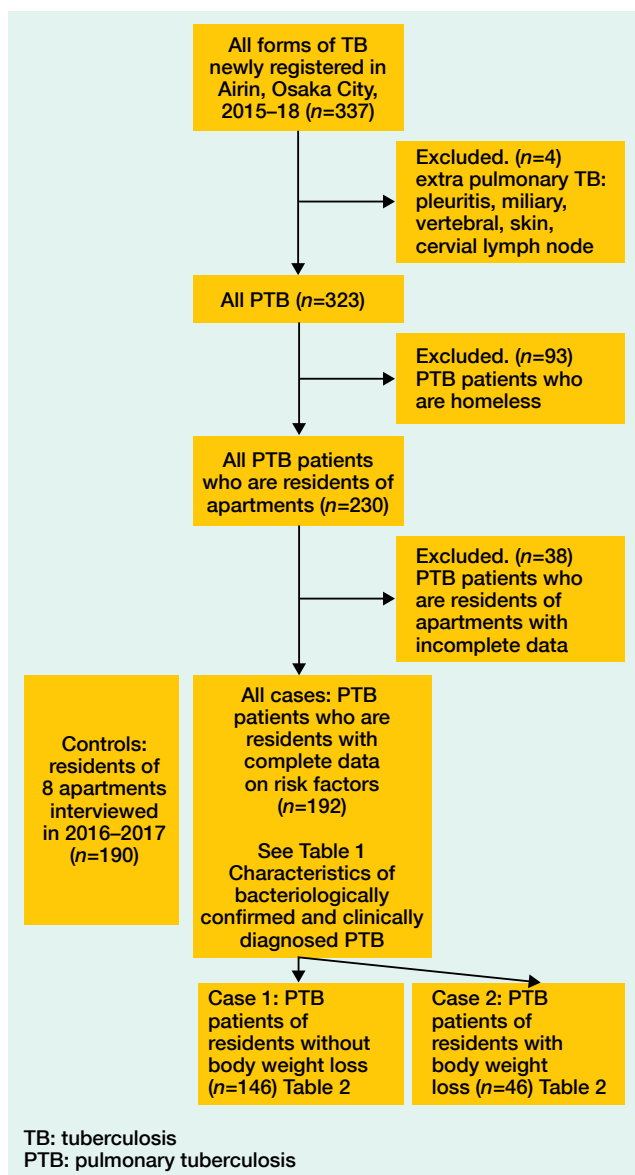 All forms of TB
newly registered in
Airin, Osaka City,
2015–18 (n=337)
Excluded. (n=4)
extra pulmonary TB:
pleuritis, miliary,
vertebral, skin,
cervial lymph node
All PTB (n=323)
Excluded. (n=93)
PTB patients who
are homeless
All PTB patients
who are residents of
apartments (n=230)
Excluded. (n=38)
PTB patients who
are residents of
apartments with
incomplete data
Controls:
residents of
8 apartments
interviewed
in 2016–2017
(n=190)
All cases: PTB
patients who are
residents with
complete data
on risk factors
(n=192)
See Table 1
Characteristics of
bacteriologically
confirmed and clinically
diagnosed PTB
Case 1: PTB
patients of
residents without
body weight loss
(n=146) Table 2
Case 2: PTB
patients of
residents with
body weight
loss (n=46) Table 2
TB: tuberculosis
PTB: pulmonary tuberculosis